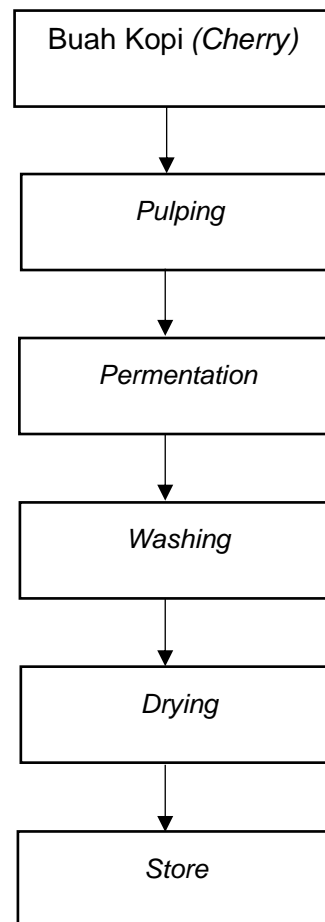 Buah Kopi (Cherry)
Pulping
Permentation
Washing
Drying
Store